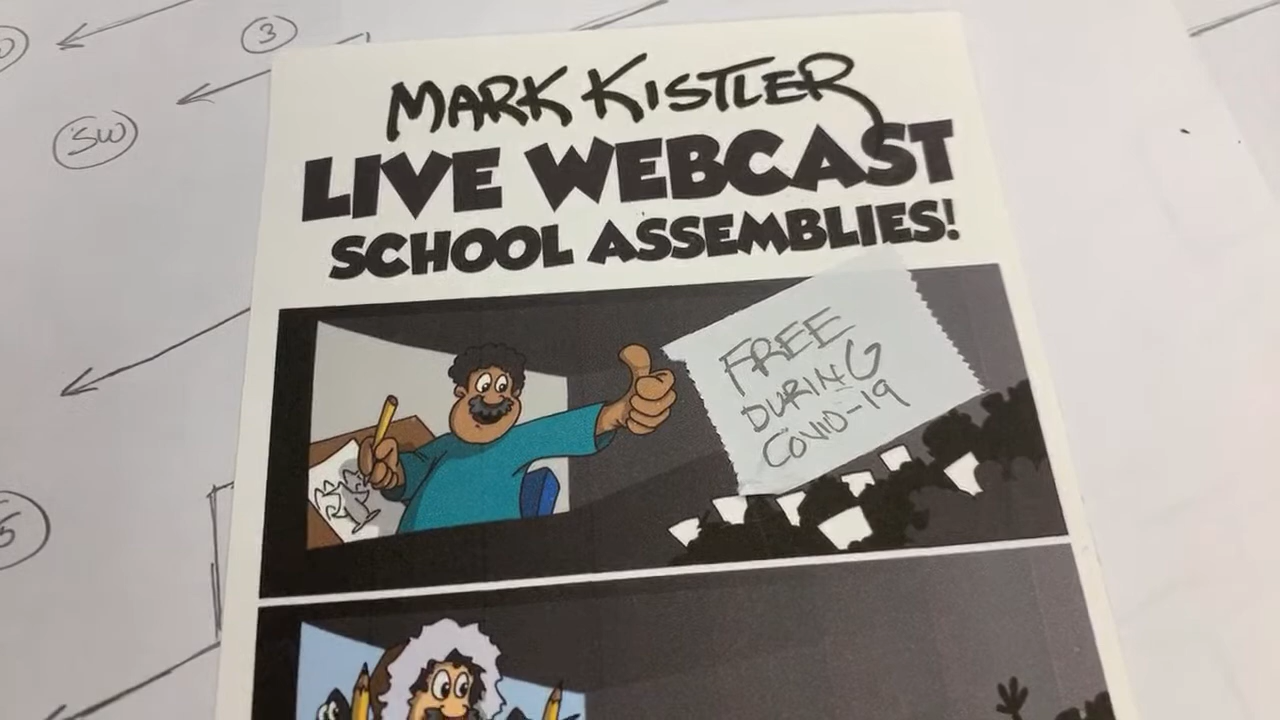 3
SW
MARK KISTLER
LIVE WEBCAST
SCHOOL ASSEMBLIES!
FREE
DURING
COVID-19
5